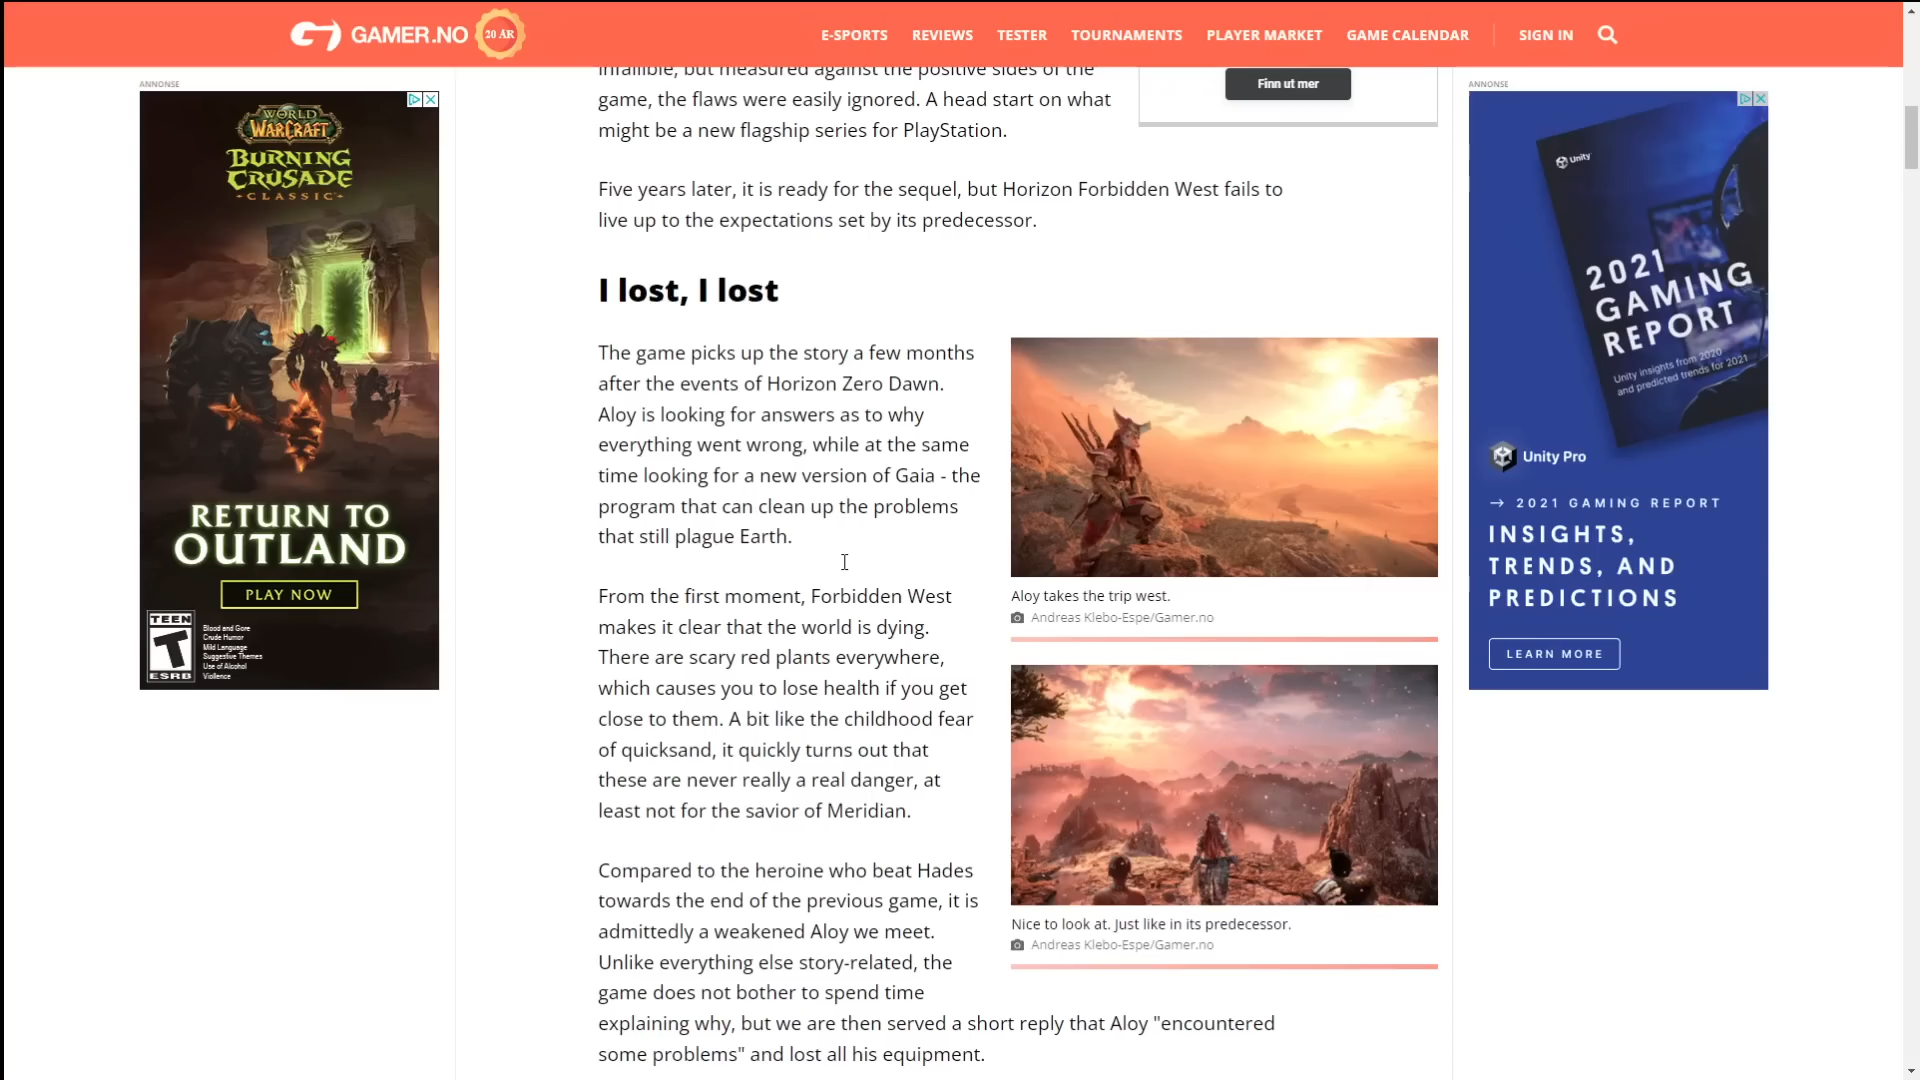 GAMER.NO
20 ÅR
E-SPORTS
REVIEWS
TESTER
TOURNAMENTS
PLAYER MARKET
GAME CALENDAR
SIGN IN
ANNONSE
WORLD
WARCRAFT
BURNING
CRUSADE
CLASSIC
RETURN TO
OUTLAND
PLAY NOW
TEEN
T
ESRB
Blood and Gore
Crude Humor
Mild Language
Suggestive Themes
Use of Alcohol
Violence
infallible, but measured against the positive sides of the
game, the flaws were easily ignored. A head start on what
might be a new flagship series for PlayStation.
Finn ut mer
Five years later, it is ready for the sequel, but Horizon Forbidden West fails to
live up to the expectations set by its predecessor.
I lost, I lost
The game picks up the story a few months
after the events of Horizon Zero Dawn.
Aloy is looking for answers as to why
everything went wrong, while at the same
time looking for a new version of Gaia - the
program that can clean up the problems
that still plague Earth.
From the first moment, Forbidden West
makes it clear that the world is dying.
There are scary red plants everywhere,
which causes you to lose health if you get
close to them. A bit like the childhood fear
of quicksand, it quickly turns out that
these are never really a real danger, at
least not for the savior of Meridian.
Compared to the heroine who beat Hades
towards the end of the previous game, it is
admittedly a weakened Aloy we meet.
Unlike everything else story-related, the
game does not bother to spend time
explaining why, but we are then served a short reply that Aloy "encountered
some problems" and lost all his equipment.
Aloy takes the trip west.
Andreas Klebo-Espe/Gamer.no
Nice to look at. Just like in its predecessor.
Andreas Klebo-Espe/Gamer.no
ANNONSE
Unity
2021
GAMING
REPORT
Unity insights from 2020
and predicted trends for 2021
Unity Pro
→ 2021 GAMING REPORT
INSIGHTS,
TRENDS, AND
PREDICTIONS
LEARN MORE